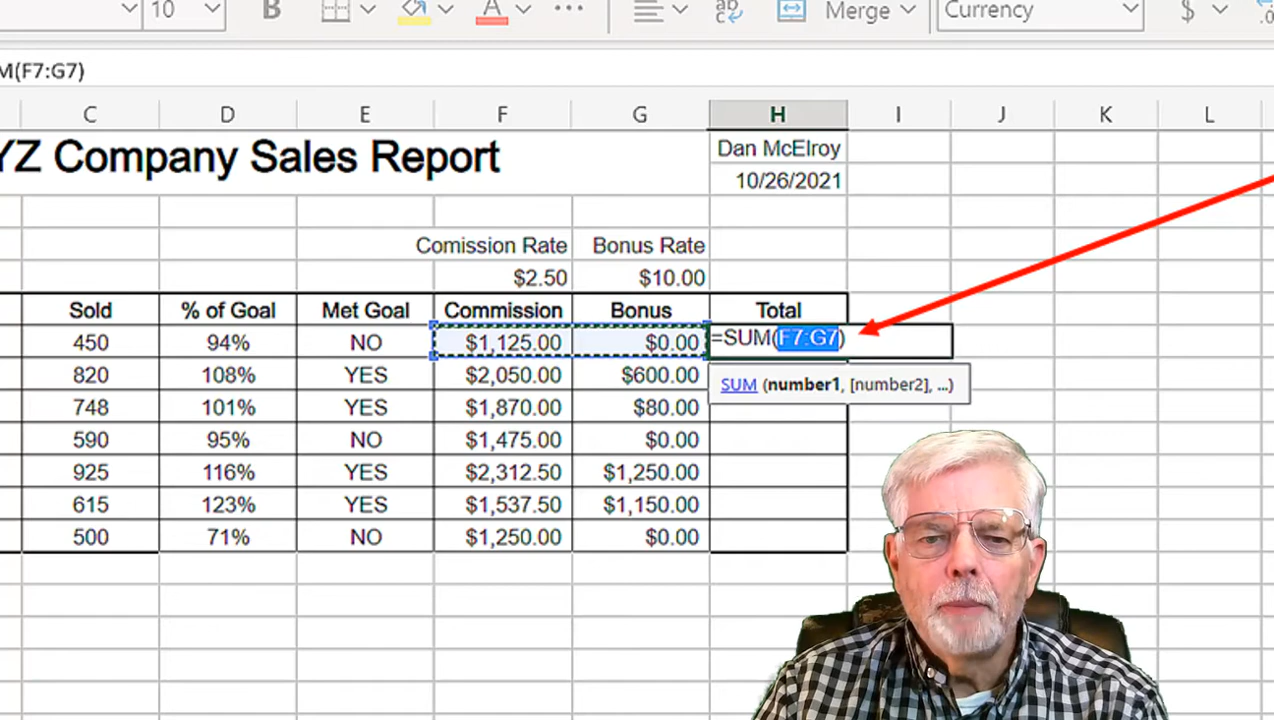 10 B A ... ab Merge Currency $
M(F7:G7)
C D E F G H I J K L
YZ Company Sales Report Dan McElroy
10/26/2021
Comission Rate Bonus Rate
$2.50 $10.00
Sold % of Goal Met Goal Commission Bonus Total
450 94% NO $1,125.00 $0.00 =SUM(F7:G7)
820 108% YES $2,050.00 $600.00
SUM (number1, [number2], ...)
748 101% YES $1,870.00 $80.00
590 95% NO $1,475.00 $0.00
925 116% YES $2,312.50 $1,250.00
615 123% YES $1,537.50 $1,150.00
500 71% NO $1,250.00 $0.00